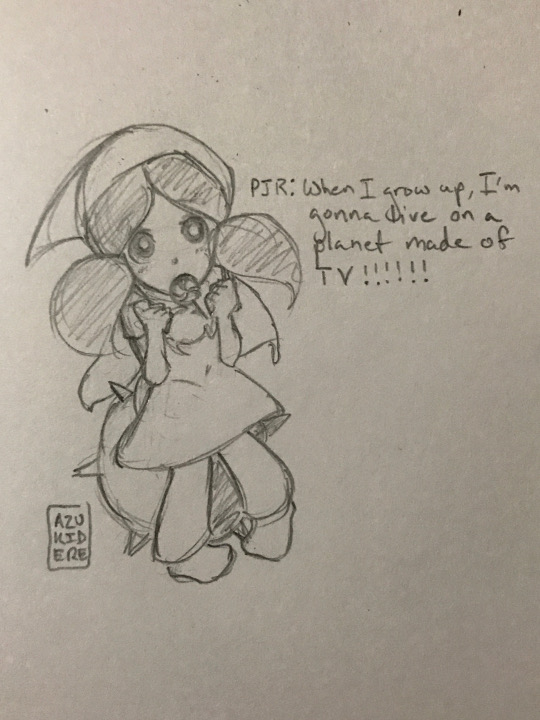 PJR: When I grow up, I'm
gonna live on a
planet made of
TV!!!!!!
AZU
KID
ERE